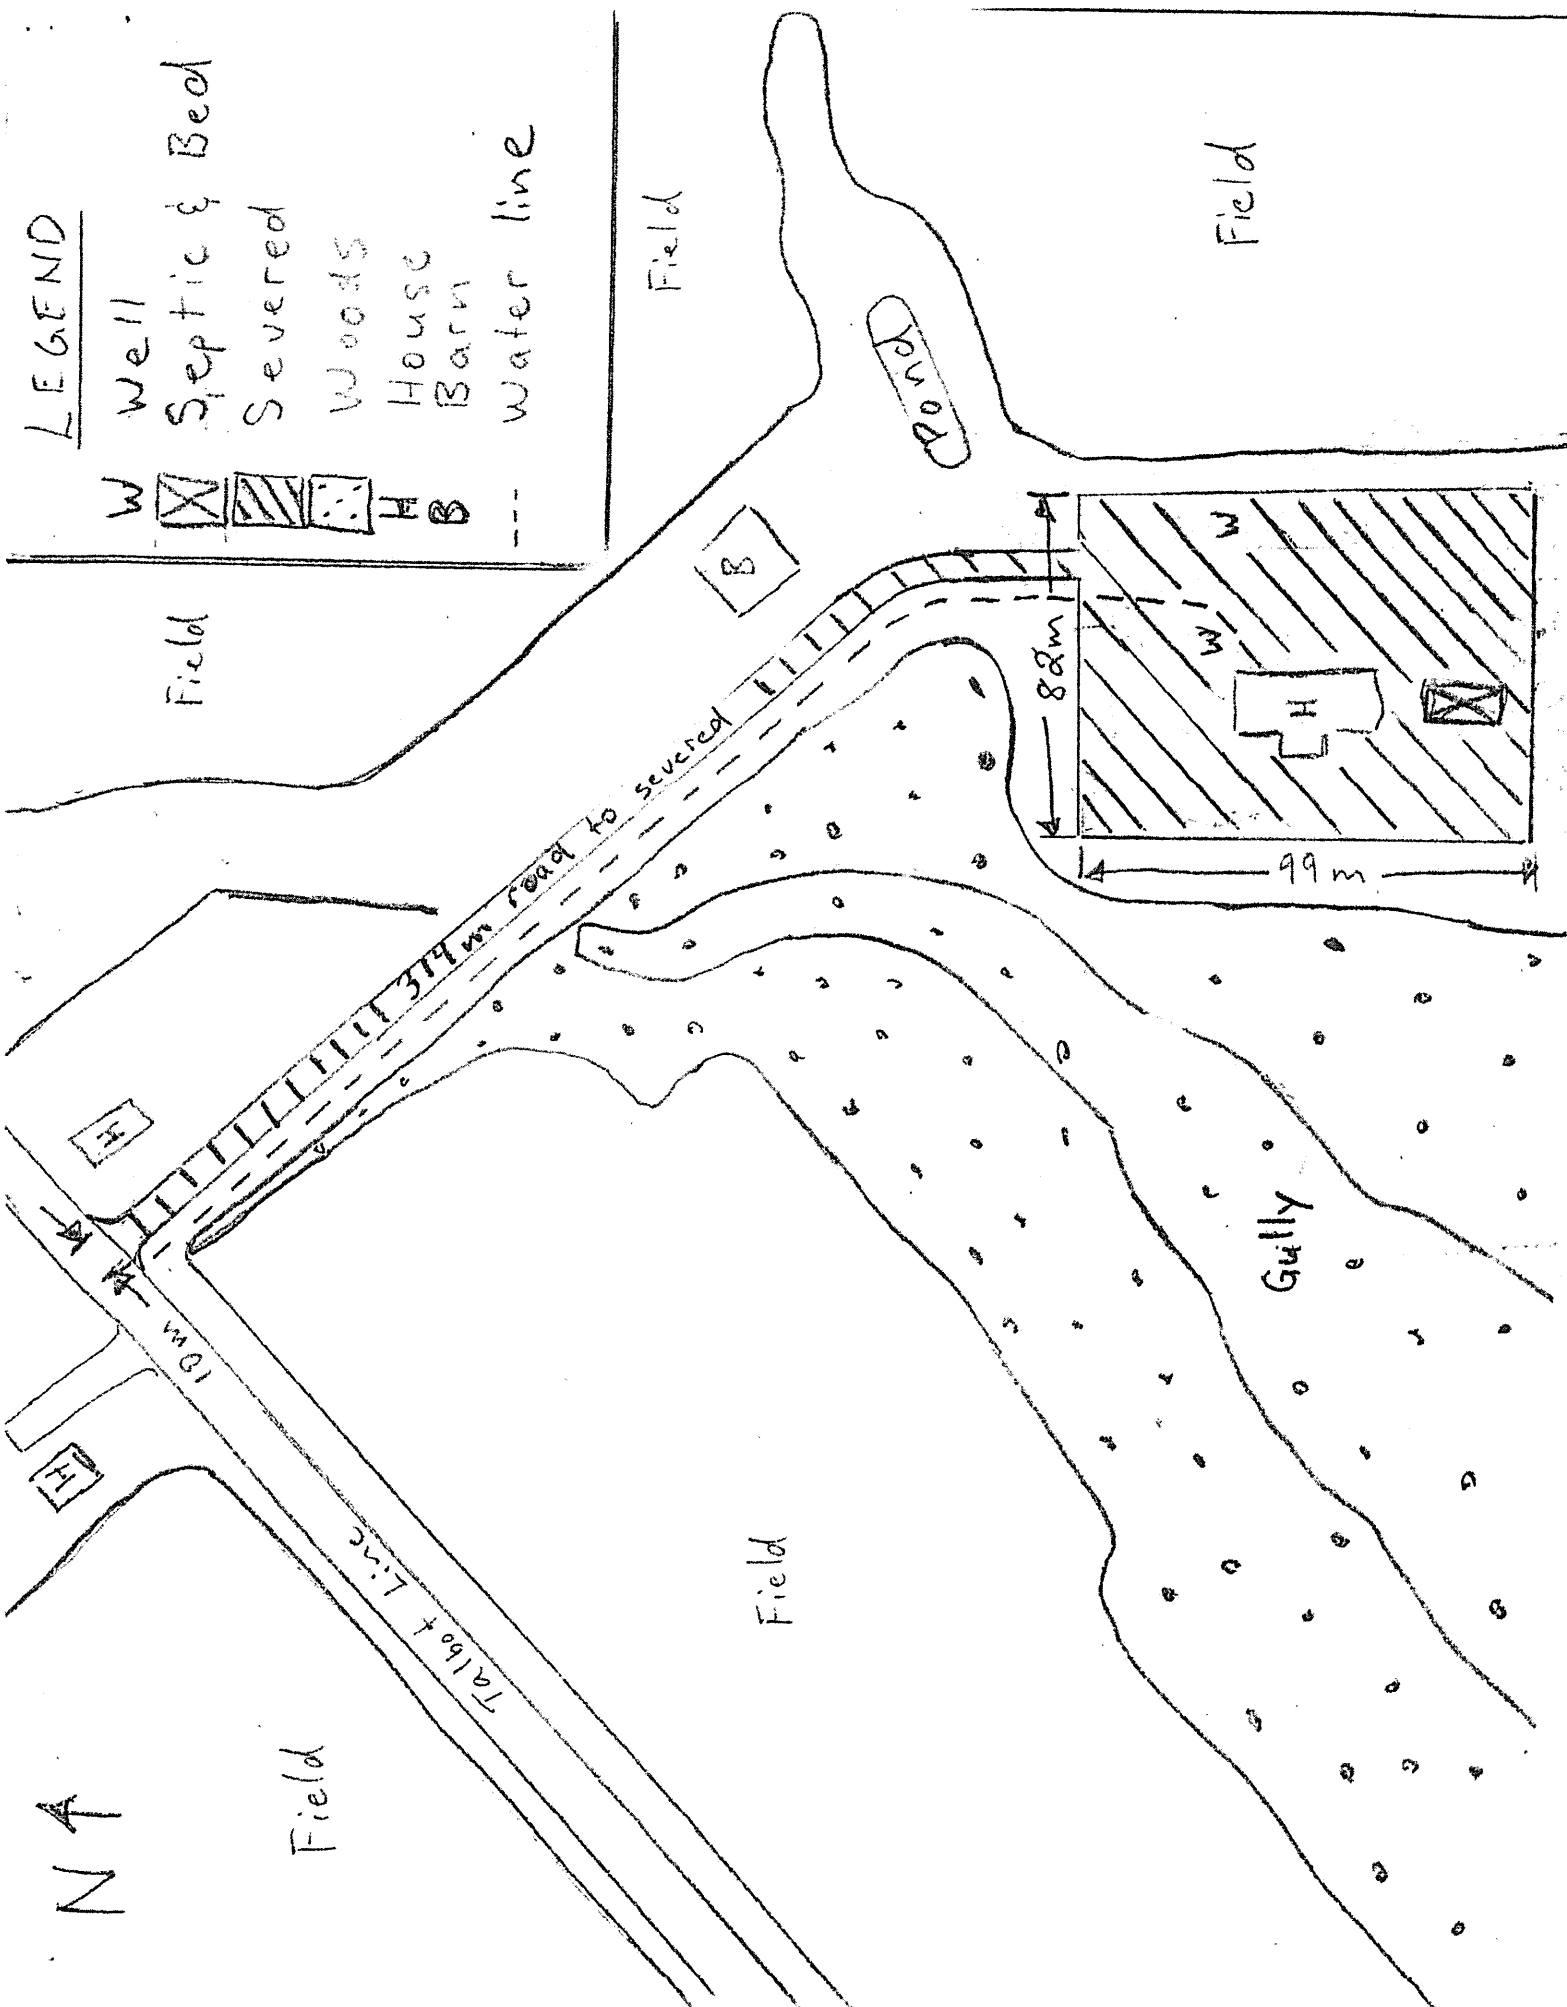 LEGEND
W Well
Septic & Bed
Severed
Woods
H House
B Barn
--- Water line
N
Field
Field
Field
Field
Field
H
H
B
Pond
10m
Talbot Line
314m road to severed
82m
99m
W
W
H
Gully